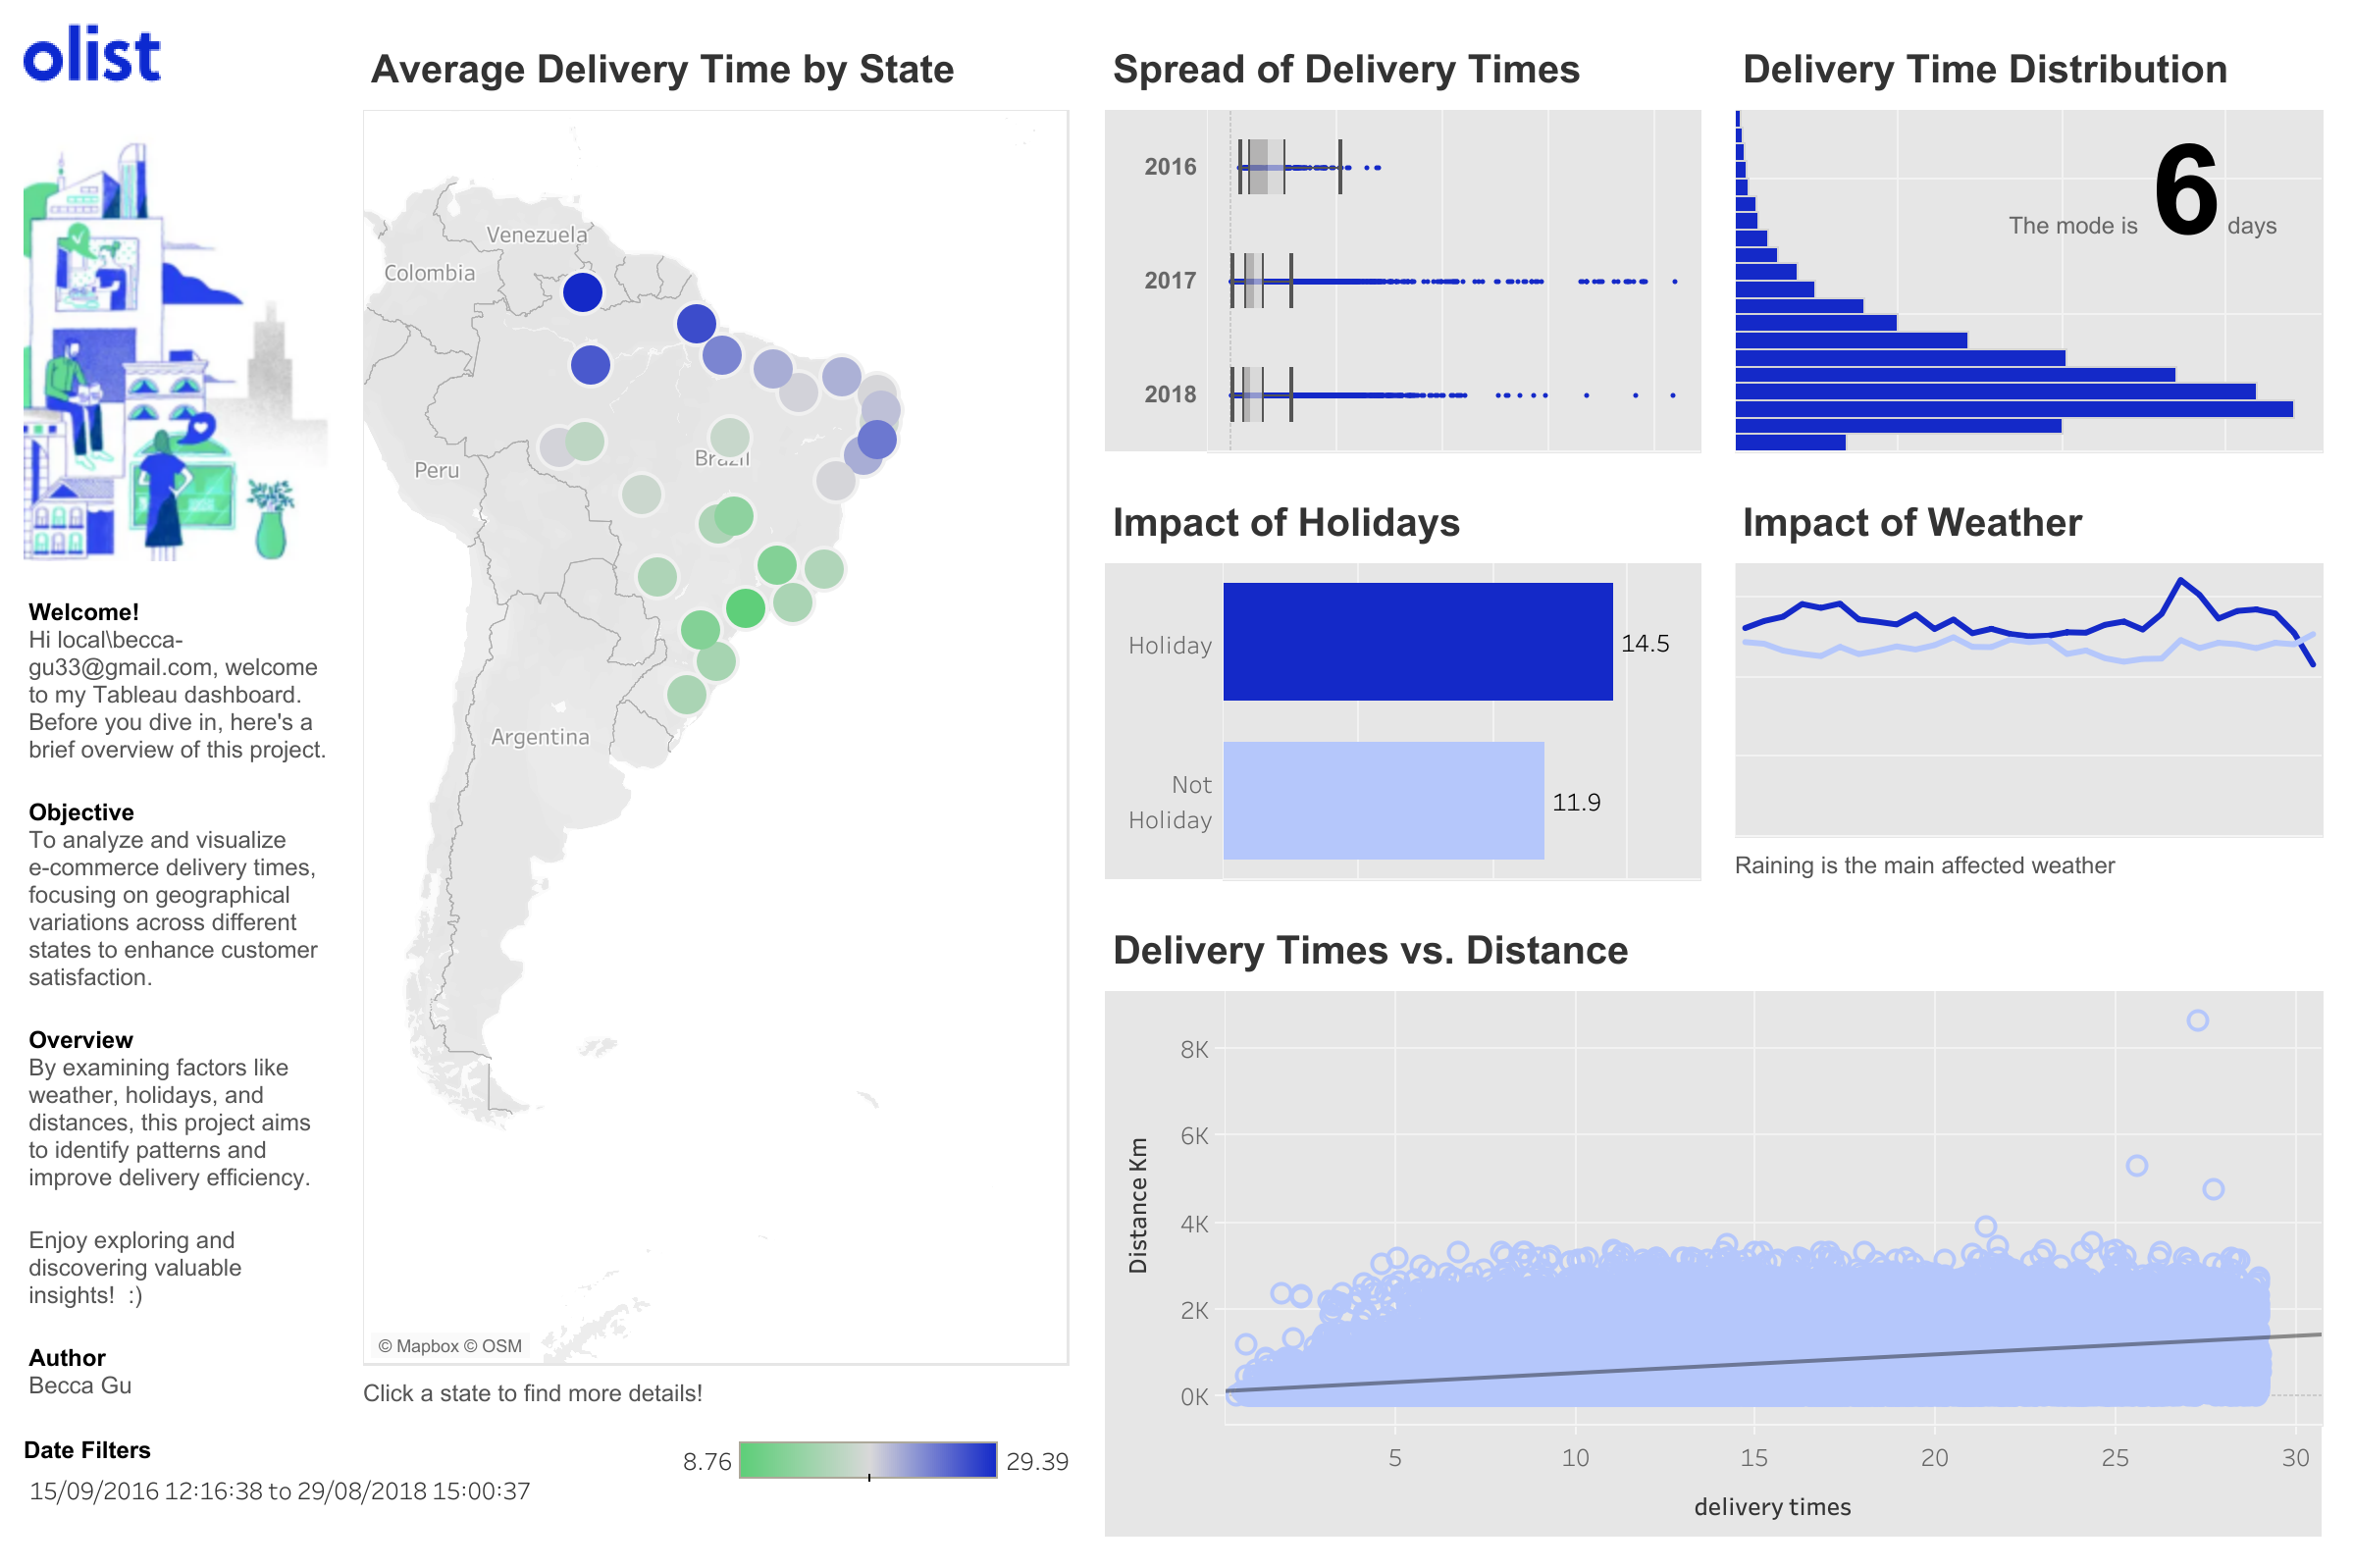 olist
Welcome!
Hi local\becca-
gu33@gmail.com, welcome
to my Tableau dashboard.
Before you dive in, here's a
brief overview of this project.
Objective
To analyze and visualize
e-commerce delivery times,
focusing on geographical
variations across different
states to enhance customer
satisfaction.
Overview
By examining factors like
weather, holidays, and
distances, this project aims
to identify patterns and
improve delivery efficiency.
Enjoy exploring and
discovering valuable
insights!  :)
Author
Becca Gu
Date Filters
15/09/2016 12:16:38 to 29/08/2018 15:00:37
Average Delivery Time by State
Venezuela
Colombia
Brazil
Peru
Argentina
© Mapbox © OSM
Click a state to find more details!
8.76
29.39
Spread of Delivery Times
2016
2017
2018
Delivery Time Distribution
The mode is 6 days
Impact of Holidays
Holiday
14.5
Not
Holiday
11.9
Impact of Weather
Raining is the main affected weather
Delivery Times vs. Distance
Distance Km
8K
6K
4K
2K
0K
5 10 15 20 25 30
delivery times